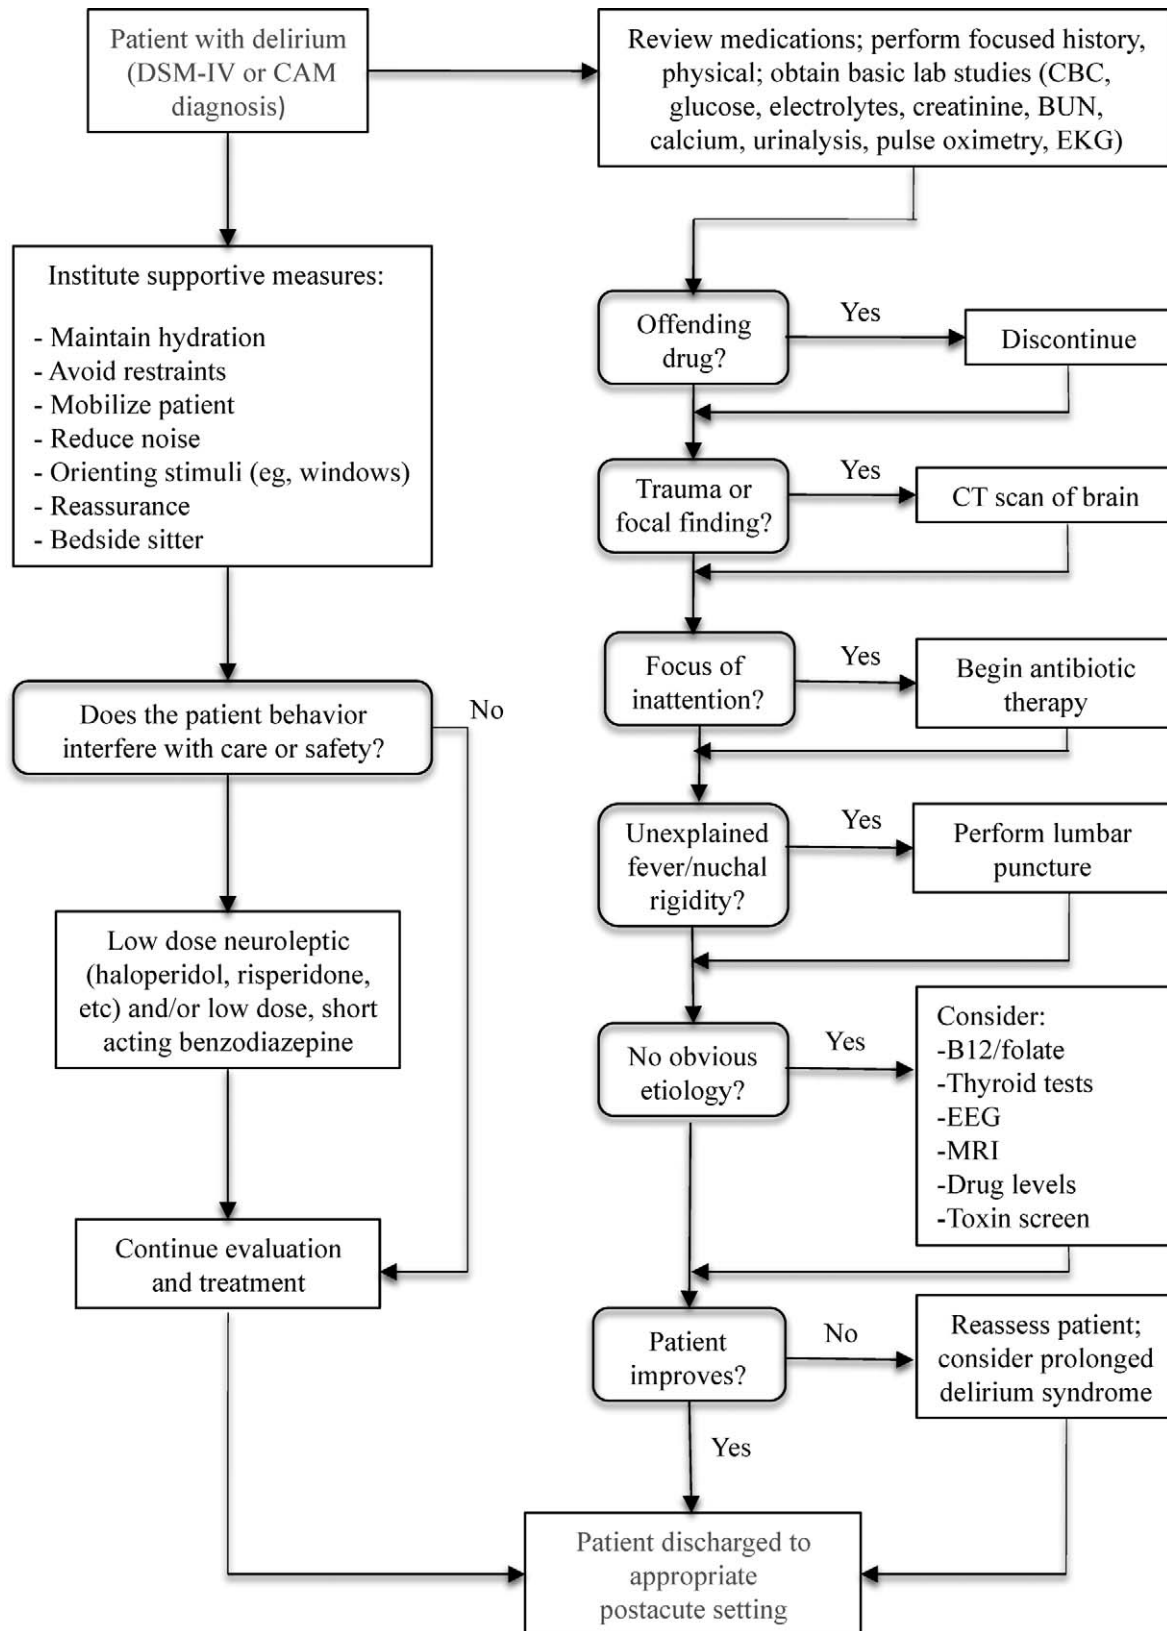 Patient with delirium
(DSM-IV or CAM
diagnosis)
Review medications; perform focused history,
physical; obtain basic lab studies (CBC,
glucose, electrolytes, creatinine, BUN,
calcium, urinalysis, pulse oximetry, EKG)
Institute supportive measures:
- Maintain hydration
- Avoid restraints
- Mobilize patient
- Reduce noise
- Orienting stimuli (eg, windows)
- Reassurance
- Bedside sitter
Does the patient behavior
interfere with care or safety?
No
Low dose neuroleptic
(haloperidol, risperidone,
etc) and/or low dose, short
acting benzodiazepine
Continue evaluation
and treatment
Offending
drug?
Yes
Discontinue
Trauma or
focal finding?
Yes
CT scan of brain
Focus of
inattention?
Yes
Begin antibiotic
therapy
Unexplained
fever/nuchal
rigidity?
Yes
Perform lumbar
puncture
No obvious
etiology?
Yes
Consider:
-B12/folate
-Thyroid tests
-EEG
-MRI
-Drug levels
-Toxin screen
Patient
improves?
No
Reassess patient;
consider prolonged
delirium syndrome
Yes
Patient discharged to
appropriate
postacute setting